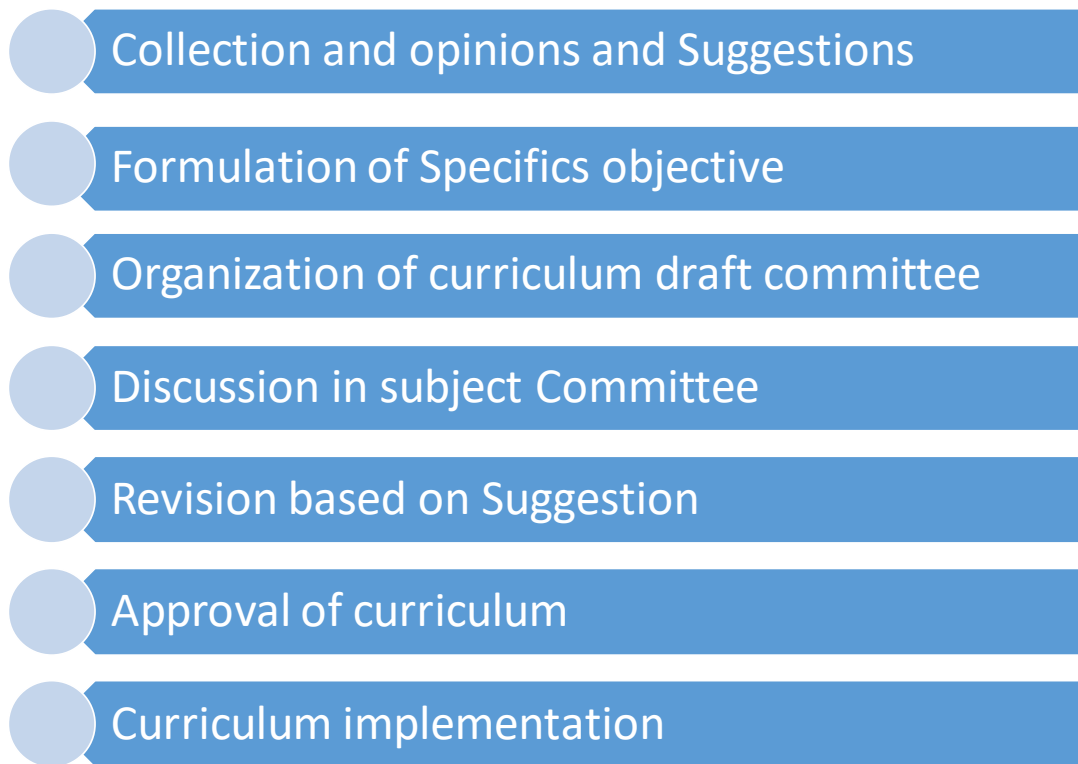 Collection and opinions and Suggestions
Formulation of Specifics objective
Organization of curriculum draft committee
Discussion in subject Committee
Revision based on Suggestion
Approval of curriculum
Curriculum implementation